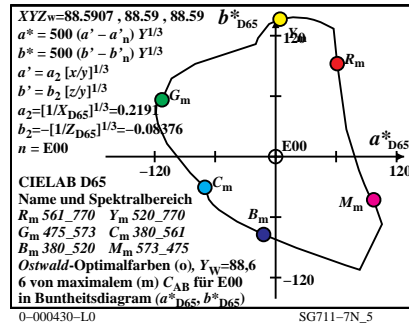 XYZw=88.5907, 88.59, 88.59
a* = 500 (a' - a'n) Y1/3
b* = 500 (b' - b'n) Y1/3
a' = a2 [x/y]1/3
b' = b2 [z/y]1/3
a2=[1/XD65]1/3=0.2191
b2=-[1/ZD65]1/3=-0.08376
n = E00
CIELAB D65
Name und Spektralbereich
Rm 561_770 Ym 520_770
Gm 475_573 Cm 380_561
Bm 380_520 Mm 573_475
Ostwald-Optimalfarben (o), YW=88,6
6 von maximalem (m) CAB für E00
in Buntheitsdiagramm (a*D65, b*D65)
b*D65
120
Ym
Rm
Gm
E00
a*D65
−120
120
Cm
Bm
Mm
−120
0-000430-L0
SG711-7N_5